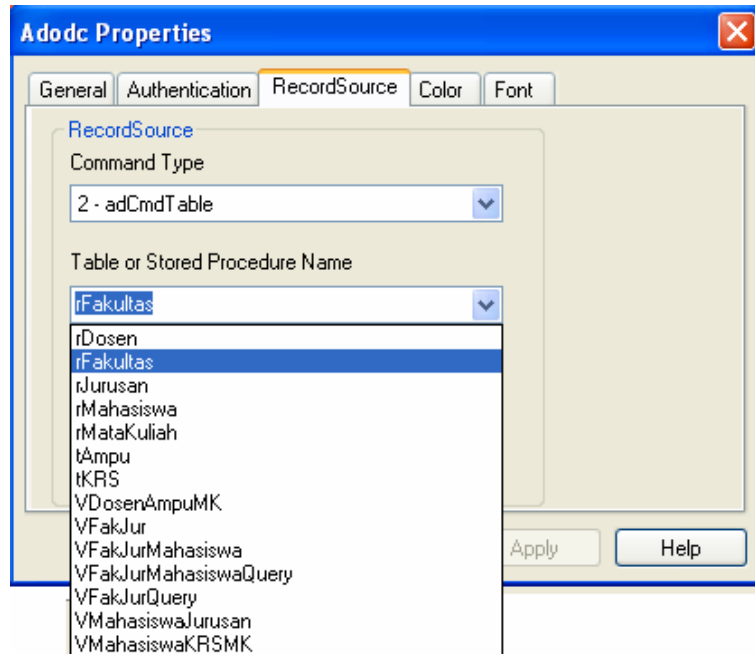 Adodc Properties
General Authentication RecordSource Color Font
RecordSource
Command Type
2 - adCmdTable
Table or Stored Procedure Name
rFakultas
rDosen
rFakultas
rJurusan
rMahasiswa
rMataKuliah
tAmpu
tKRS
VDosenAmpuMK
VFakJur
VFakJurMahasiswa
VFakJurMahasiswaQuery
VFakJurQuery
VMahasiswaJurusan
VMahasiswaKRSMK
Apply Help